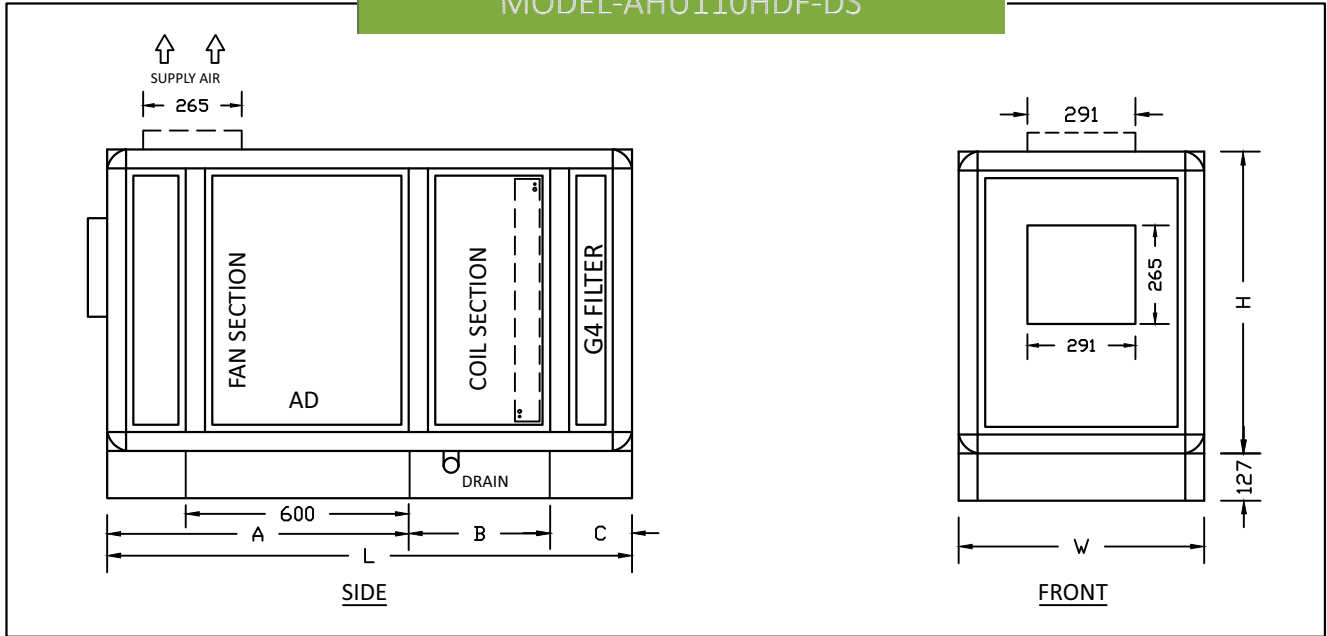 MODEL-AHU110HDF-DS
SUPPLY AIR
265
FAN SECTION
AD
COIL SECTION
G4 FILTER
DRAIN
600
A
B
C
L
SIDE
291
265
291
H
127
W
FRONT